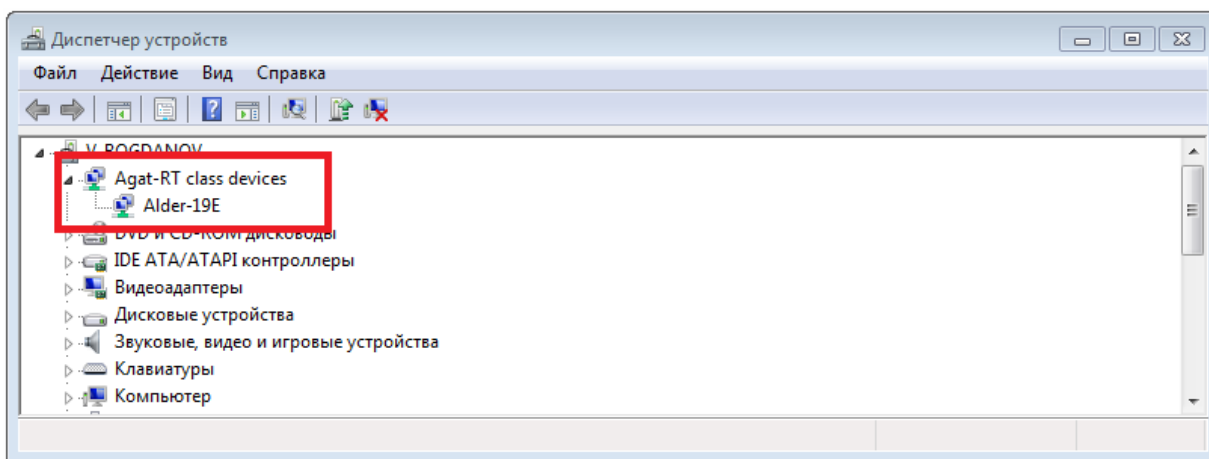 Диспетчер устройств
Файл Действие Вид Справка
V_BOGDANOV
Agat-RT class devices
Alder-19E
DVD и CD-ROM дисководы
IDE ATA/ATAPI контроллеры
Видеоадаптеры
Дисковые устройства
Звуковые, видео и игровые устройства
Клавиатуры
Компьютер